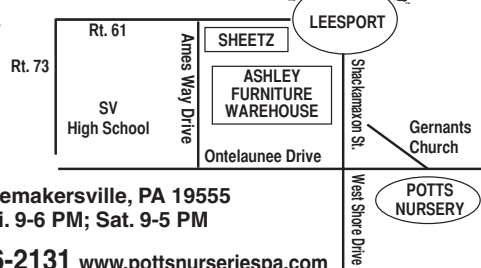 Rt. 61
LEESPORT
SHEETZ
Rt. 73
Ames Way Drive
ASHLEY
FURNITURE
WAREHOUSE
Shackamaxon St.
SV
High School
Gernants
Church
Ontelaunee Drive
West Shore Drive
POTTS
NURSERY
PA 19555
9-6 PM; Sat. 9-5 PM
-2131 www.pottsnurseriespa.com